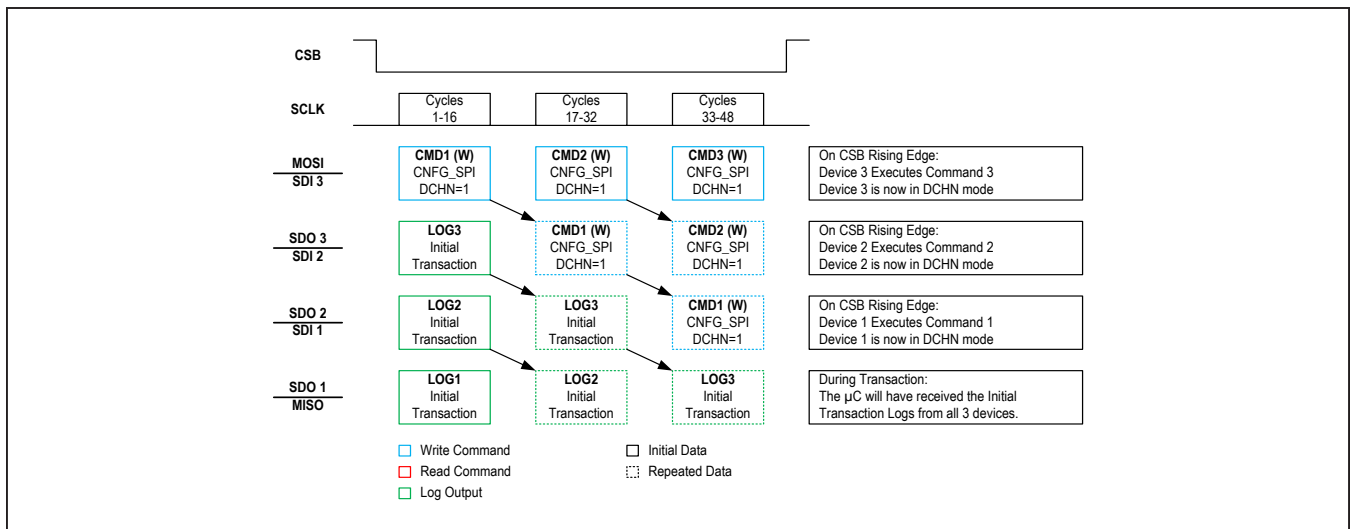 CSB
SCLK
Cycles
1-16
Cycles
17-32
Cycles
33-48
MOSI
SDI 3
CMD1 (W)
CNFG_SPI
DCHN=1
CMD2 (W)
CNFG_SPI
DCHN=1
CMD3 (W)
CNFG_SPI
DCHN=1
On CSB Rising Edge:
Device 3 Executes Command 3
Device 3 is now in DCHN mode
SDO 3
SDI 2
LOG3
Initial
Transaction
CMD1 (W)
CNFG_SPI
DCHN=1
CMD2 (W)
CNFG_SPI
DCHN=1
On CSB Rising Edge:
Device 2 Executes Command 2
Device 2 is now in DCHN mode
SDO 2
SDI 1
LOG2
Initial
Transaction
LOG3
Initial
Transaction
CMD1 (W)
CNFG_SPI
DCHN=1
On CSB Rising Edge:
Device 1 Executes Command 1
Device 1 is now in DCHN mode
SDO 1
MISO
LOG1
Initial
Transaction
LOG2
Initial
Transaction
LOG3
Initial
Transaction
During Transaction:
The µC will have received the Initial
Transaction Logs from all 3 devices.
Write Command
Read Command
Log Output
Initial Data
Repeated Data